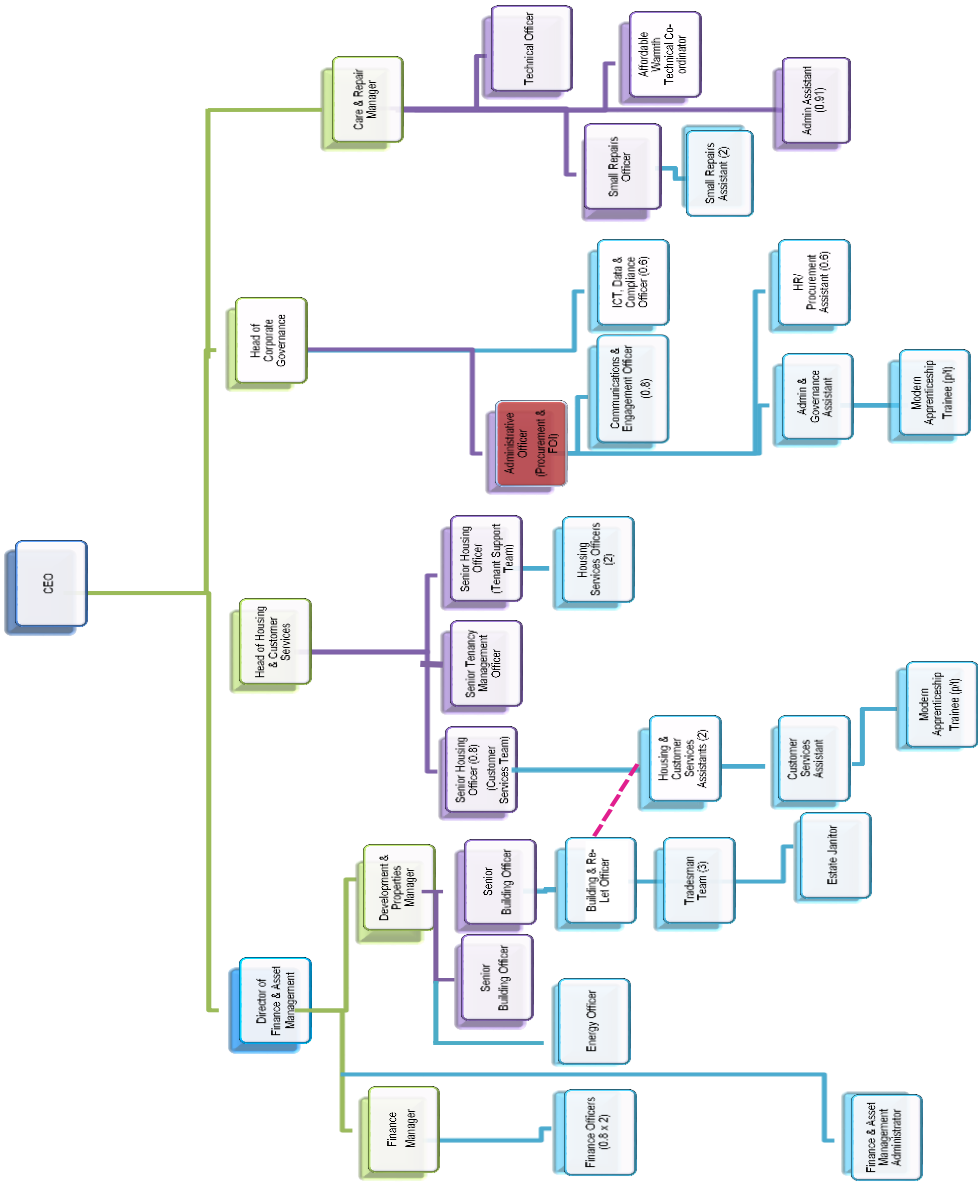 CEO
Director of
Finance & Asset
Management
Head of Housing
& Customer
Services
Head of
Corporate
Governance
Care & Repair
Manager
Finance
Manager
Development &
Properties
Manager
Finance Officers
(0.8 x 2)
Finance & Asset
Management
Administrator
Energy Officer
Senior
Building Officer
Senior
Building Officer
Building & Re-
Let Officer
Tradesman
Team (3)
Estate Janitor
Senior Housing
Officer (0.8)
(Customer
Services Team)
Senior Tenancy
Management
Officer
Senior Housing
Officer
(Tenant Support
Team)
Housing &
Customer
Services
Assistants (2)
Customer
Services
Assistant
Modern
Apprenticeship
Trainee (p/t)
Housing
Services Officers
(2)
Administrative
Officer
(Procurement &
FOI)
Communications &
Engagement Officer
(0.8)
ICT, Data &
Compliance
Officer (0.6)
Admin &
Governance
Assistant
HR/
Procurement
Assistant (0.6)
Modern
Apprenticeship
Trainee (p/t)
Technical Officer
Small Repairs
Officer
Affordable
Warmth
Technical Co-
ordinator
Small Repairs
Assistant (2)
Admin Assistant
(0.91)